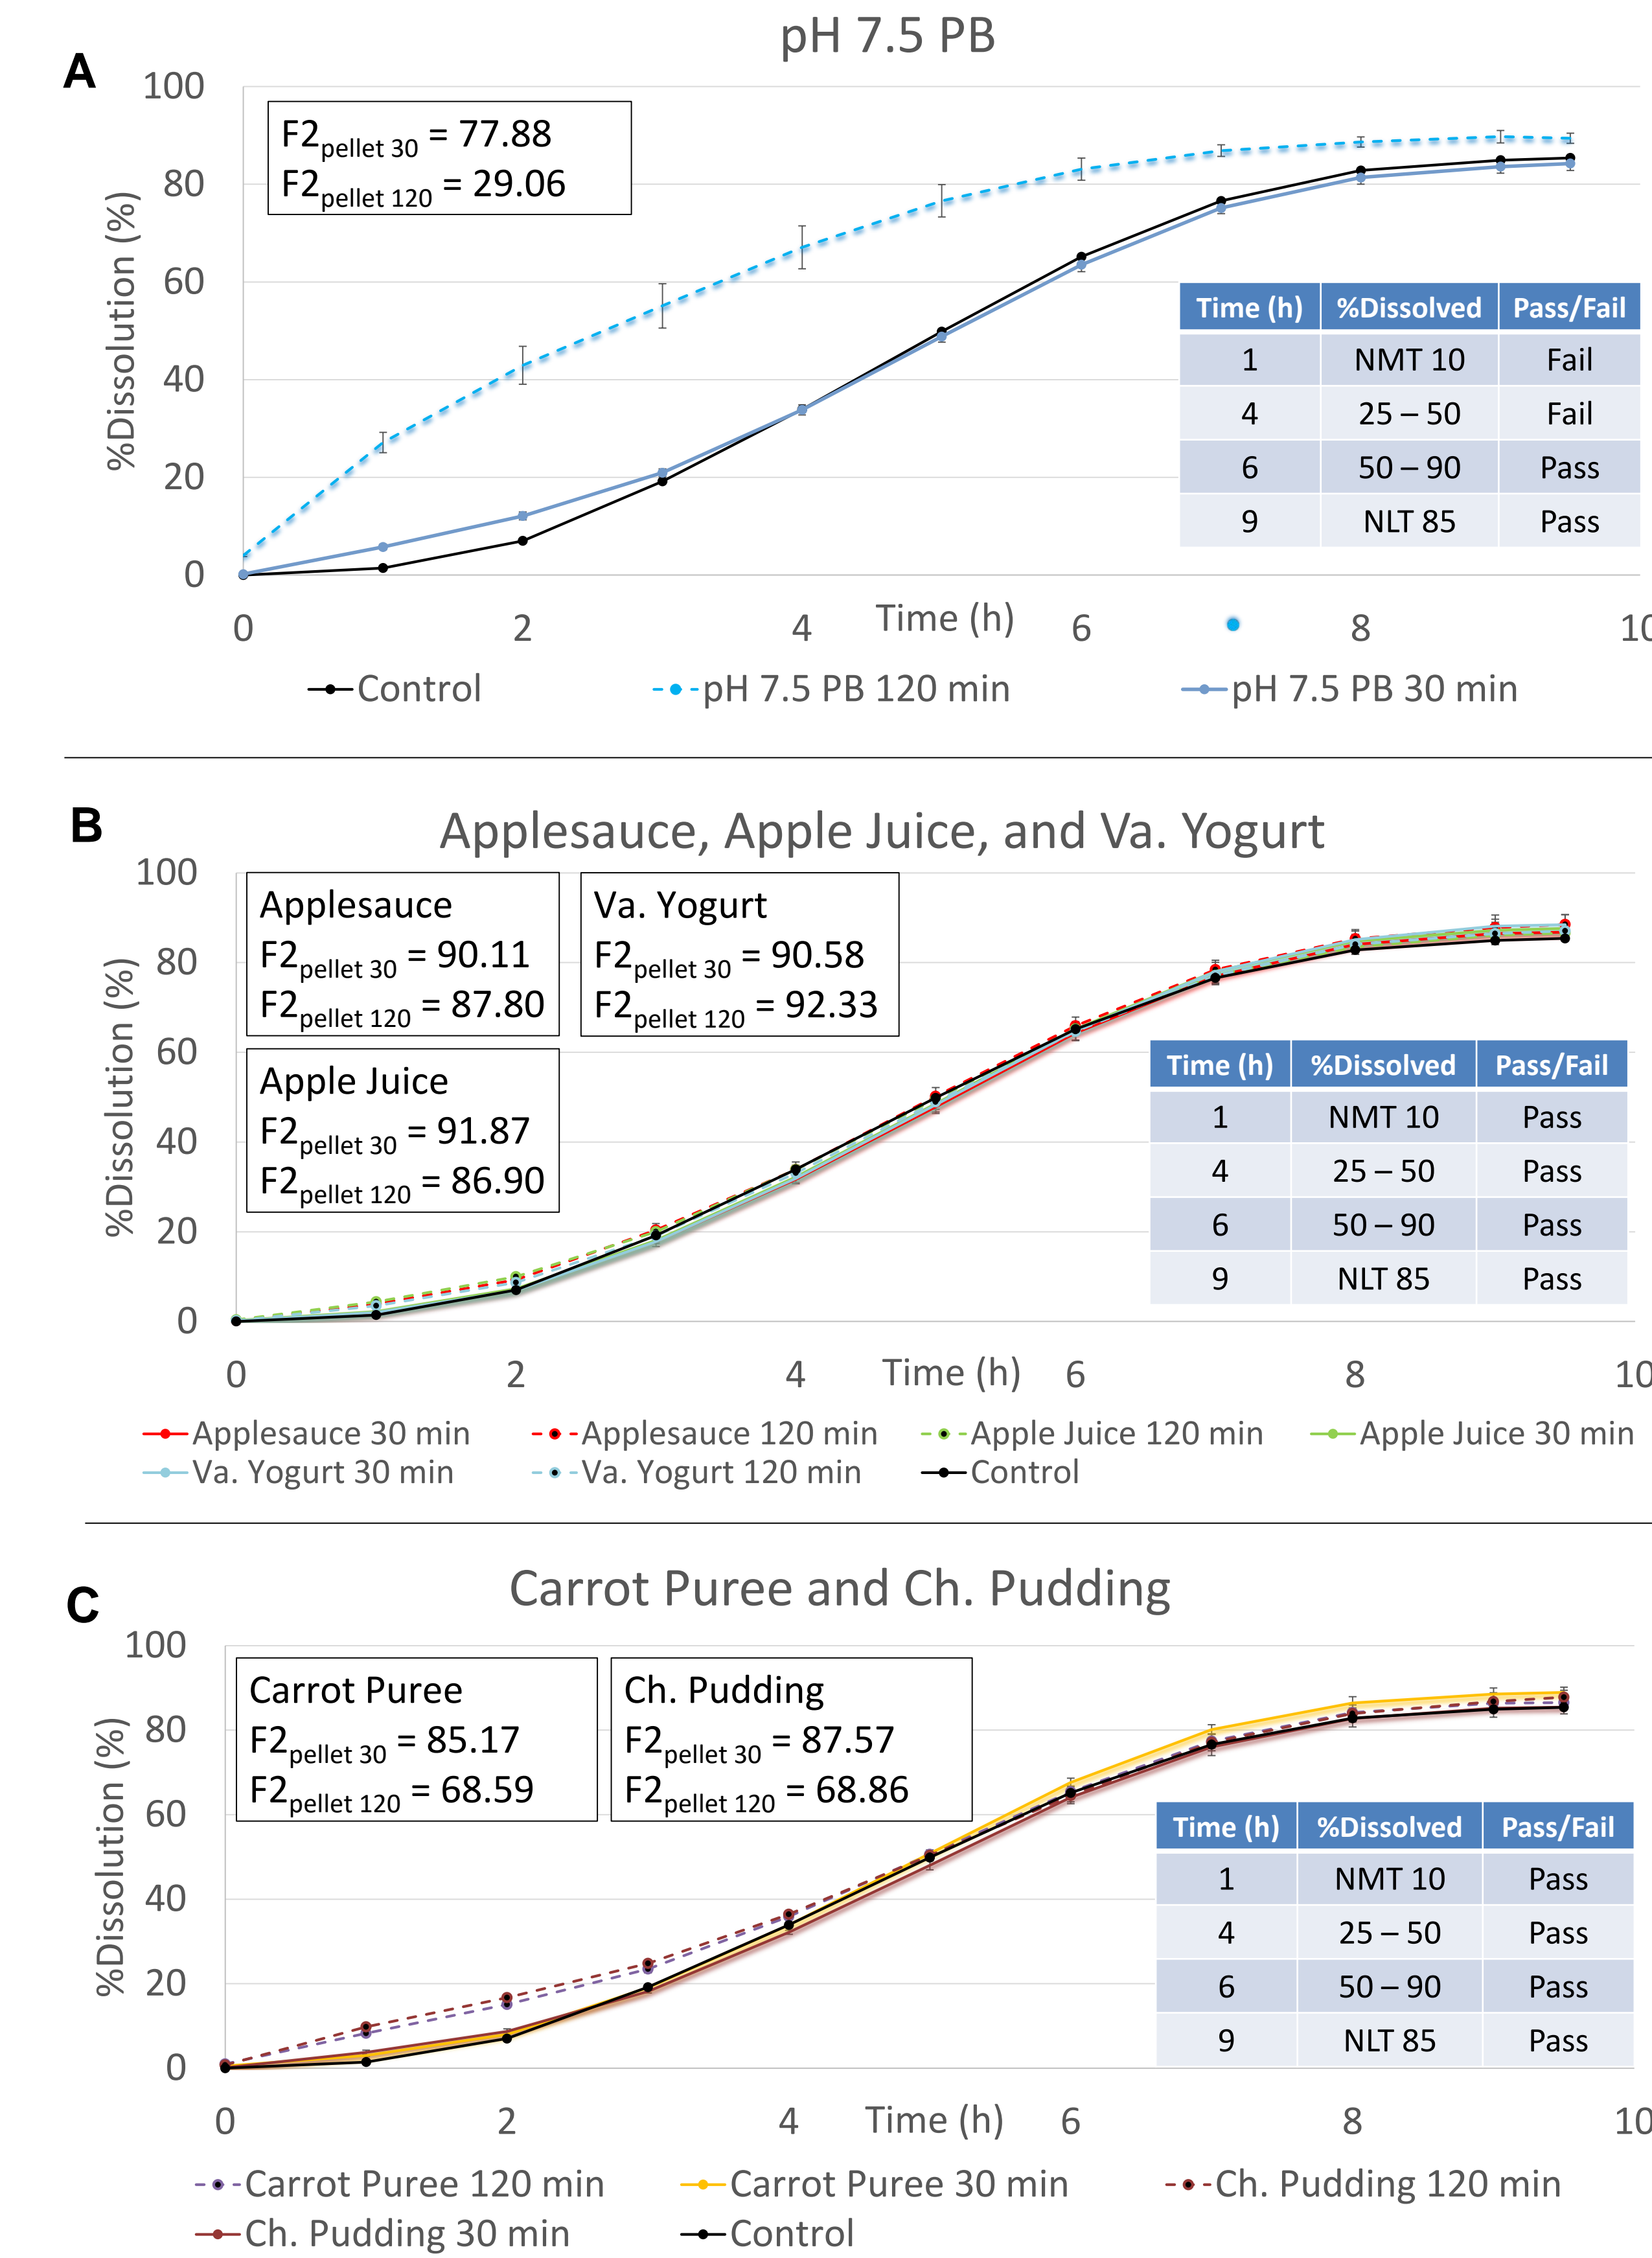 pH 7.5 PB
A
100
80
60
40
20
0
%Dissolution (%)
F2pellet 30 = 77.88
F2pellet 120 = 29.06
Time (h) %Dissolved Pass/Fail
1 NMT 10 Fail
4 25 – 50 Fail
6 50 – 90 Pass
9 NLT 85 Pass
0 2 4 Time (h) 6 8 10
Control pH 7.5 PB 120 min pH 7.5 PB 30 min
B
Applesauce, Apple Juice, and Va. Yogurt
100
80
60
40
20
0
%Dissolution (%)
Applesauce
F2pellet 30 = 90.11
F2pellet 120 = 87.80
Va. Yogurt
F2pellet 30 = 90.58
F2pellet 120 = 92.33
Apple Juice
F2pellet 30 = 91.87
F2pellet 120 = 86.90
Time (h) %Dissolved Pass/Fail
1 NMT 10 Pass
4 25 – 50 Pass
6 50 – 90 Pass
9 NLT 85 Pass
0 2 4 Time (h) 6 8 10
Applesauce 30 min Applesauce 120 min Apple Juice 120 min Apple Juice 30 min
Va. Yogurt 30 min Va. Yogurt 120 min Control
C
Carrot Puree and Ch. Pudding
100
80
60
40
20
0
%Dissolution (%)
Carrot Puree
F2pellet 30 = 85.17
F2pellet 120 = 68.59
Ch. Pudding
F2pellet 30 = 87.57
F2pellet 120 = 68.86
Time (h) %Dissolved Pass/Fail
1 NMT 10 Pass
4 25 – 50 Pass
6 50 – 90 Pass
9 NLT 85 Pass
0 2 4 Time (h) 6 8 10
Carrot Puree 120 min Carrot Puree 30 min Ch. Pudding 120 min
Ch. Pudding 30 min Control